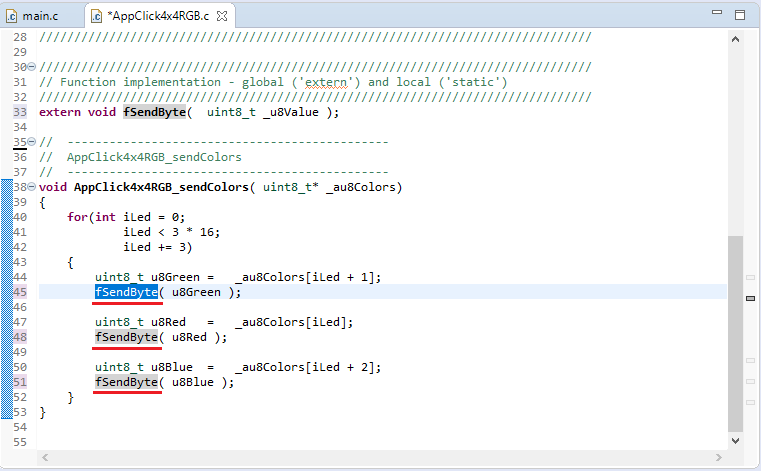 main.c *AppClick4x4RGB.c
28 ////////////////////////////////////////////////////////////////////////////////
29
30 ////////////////////////////////////////////////////////////////////////////////
31 // Function implementation - global ('extern') and local ('static')
32 ////////////////////////////////////////////////////////////////////////////////
33 extern void fSendByte(  uint8_t _u8Value );
34
35 //  ----------------------------------------------
36 //  AppClick4x4RGB_sendColors
37 //  ----------------------------------------------
38 void AppClick4x4RGB_sendColors( uint8_t* _au8Colors)
39 {
40     for(int iLed = 0;
41             iLed < 3 * 16;
42             iLed += 3)
43     {
44         uint8_t u8Green =   _au8Colors[iLed + 1];
45         fSendByte( u8Green );
46
47         uint8_t u8Red   =   _au8Colors[iLed];
48         fSendByte( u8Red );
49
50         uint8_t u8Blue  =   _au8Colors[iLed + 2];
51         fSendByte( u8Blue );
52     }
53 }
54
55